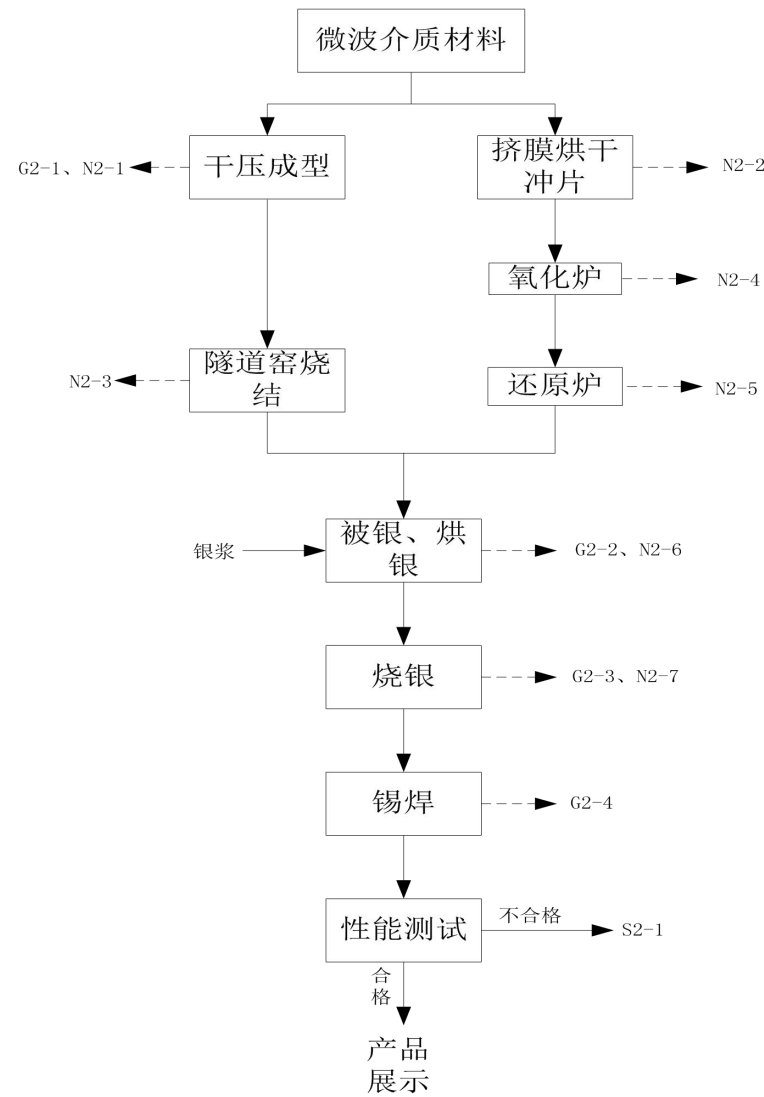 微波介质材料
G2-1、N2-1
干压成型
挤膜烘干
冲片
N2-2
氧化炉
N2-4
N2-3
隧道窑烧
结
还原炉
N2-5
银浆
被银、烘
银
G2-2、N2-6
烧银
G2-3、N2-7
锡焊
G2-4
性能测试
不合格
S2-1
合
格
产品
展示